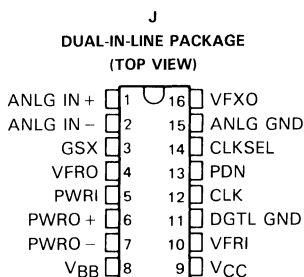 J
DUAL-IN-LINE PACKAGE
(TOP VIEW)
ANLG IN + 1 16 VFXO
ANLG IN − 2 15 ANLG GND
GSX 3 14 CLKSEL
VFRO 4 13 PDN
PWRI 5 12 CLK
PWRO + 6 11 DGTL GND
PWRO − 7 10 VFRI
VBB 8 9 VCC